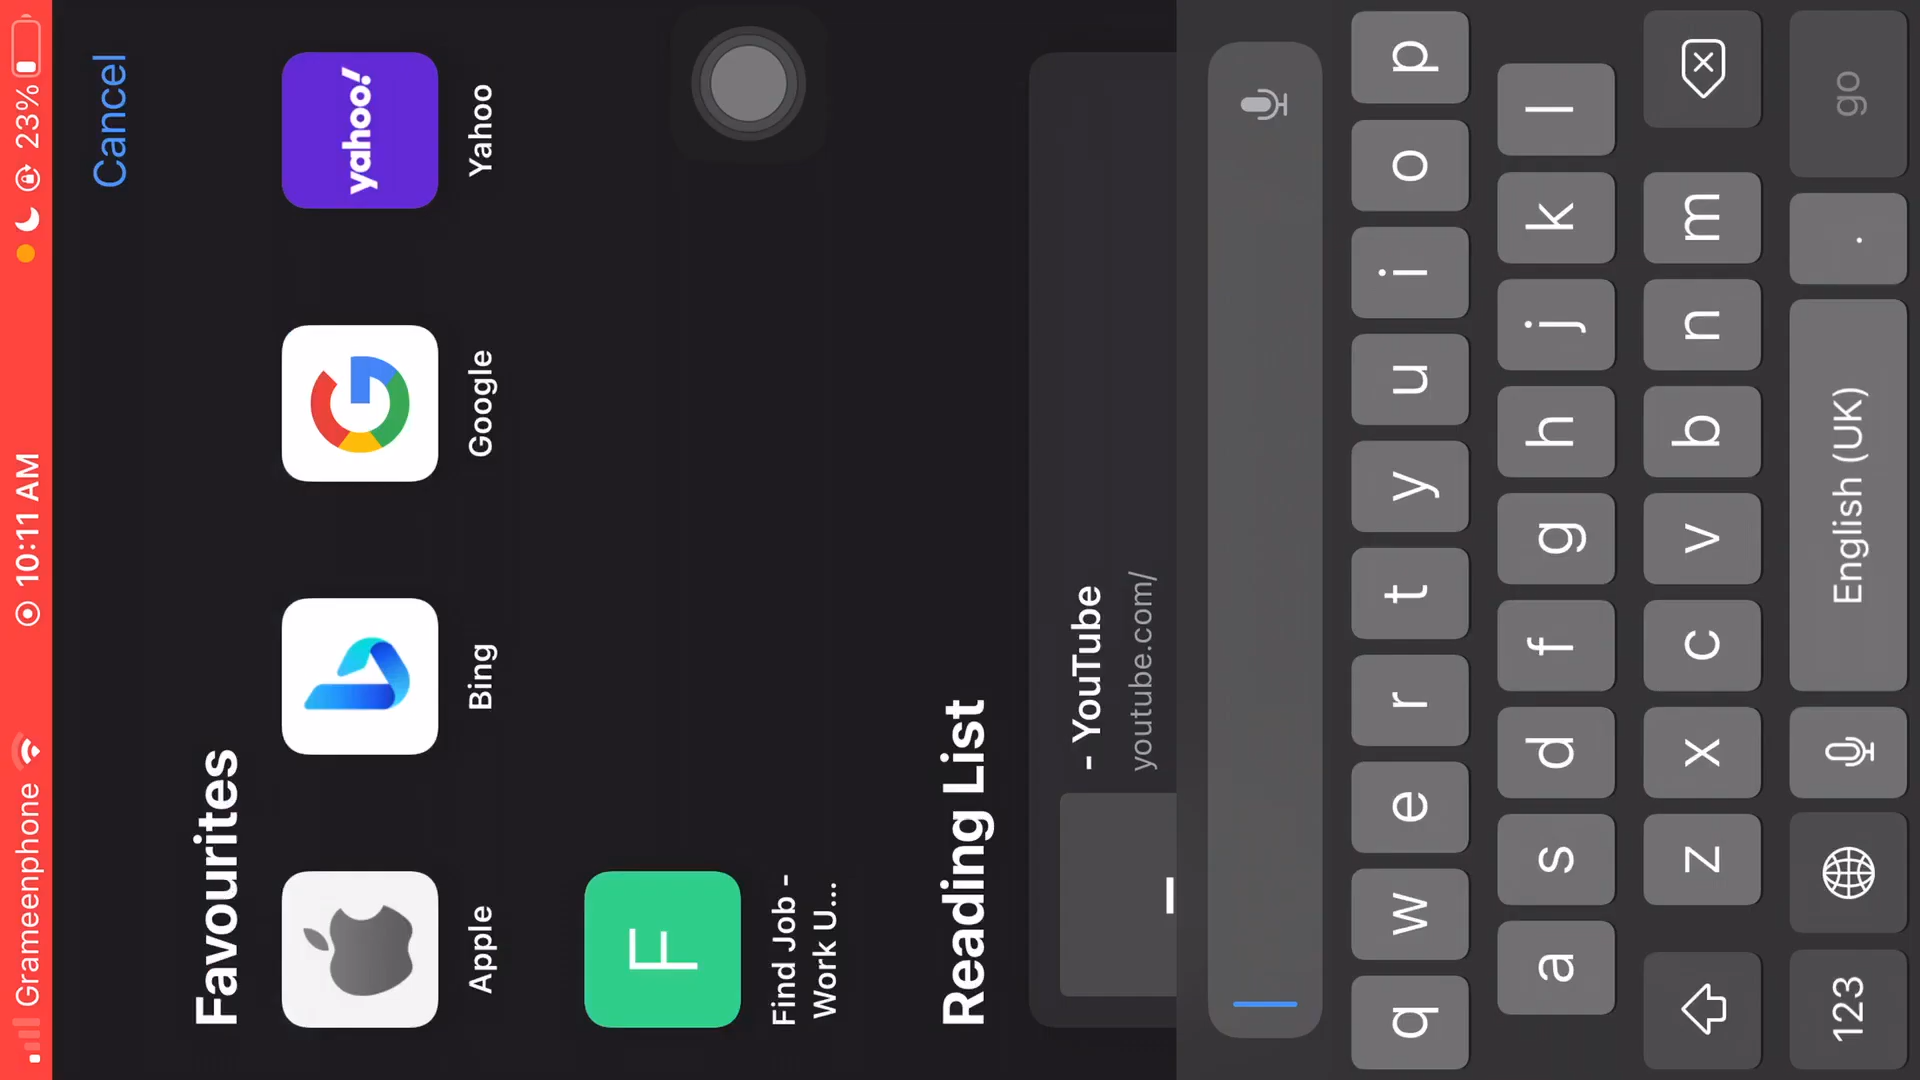 Grameenphone 10:11 AM 23%
Cancel
Favourites
yahoo!
Apple Bing Google Yahoo
F
Find Job -
Work U...
Reading List
- YouTube
youtube.com/
q w e r t y u i o p
a s d f g h j k l
z x c v b n m
123 English (UK) . go